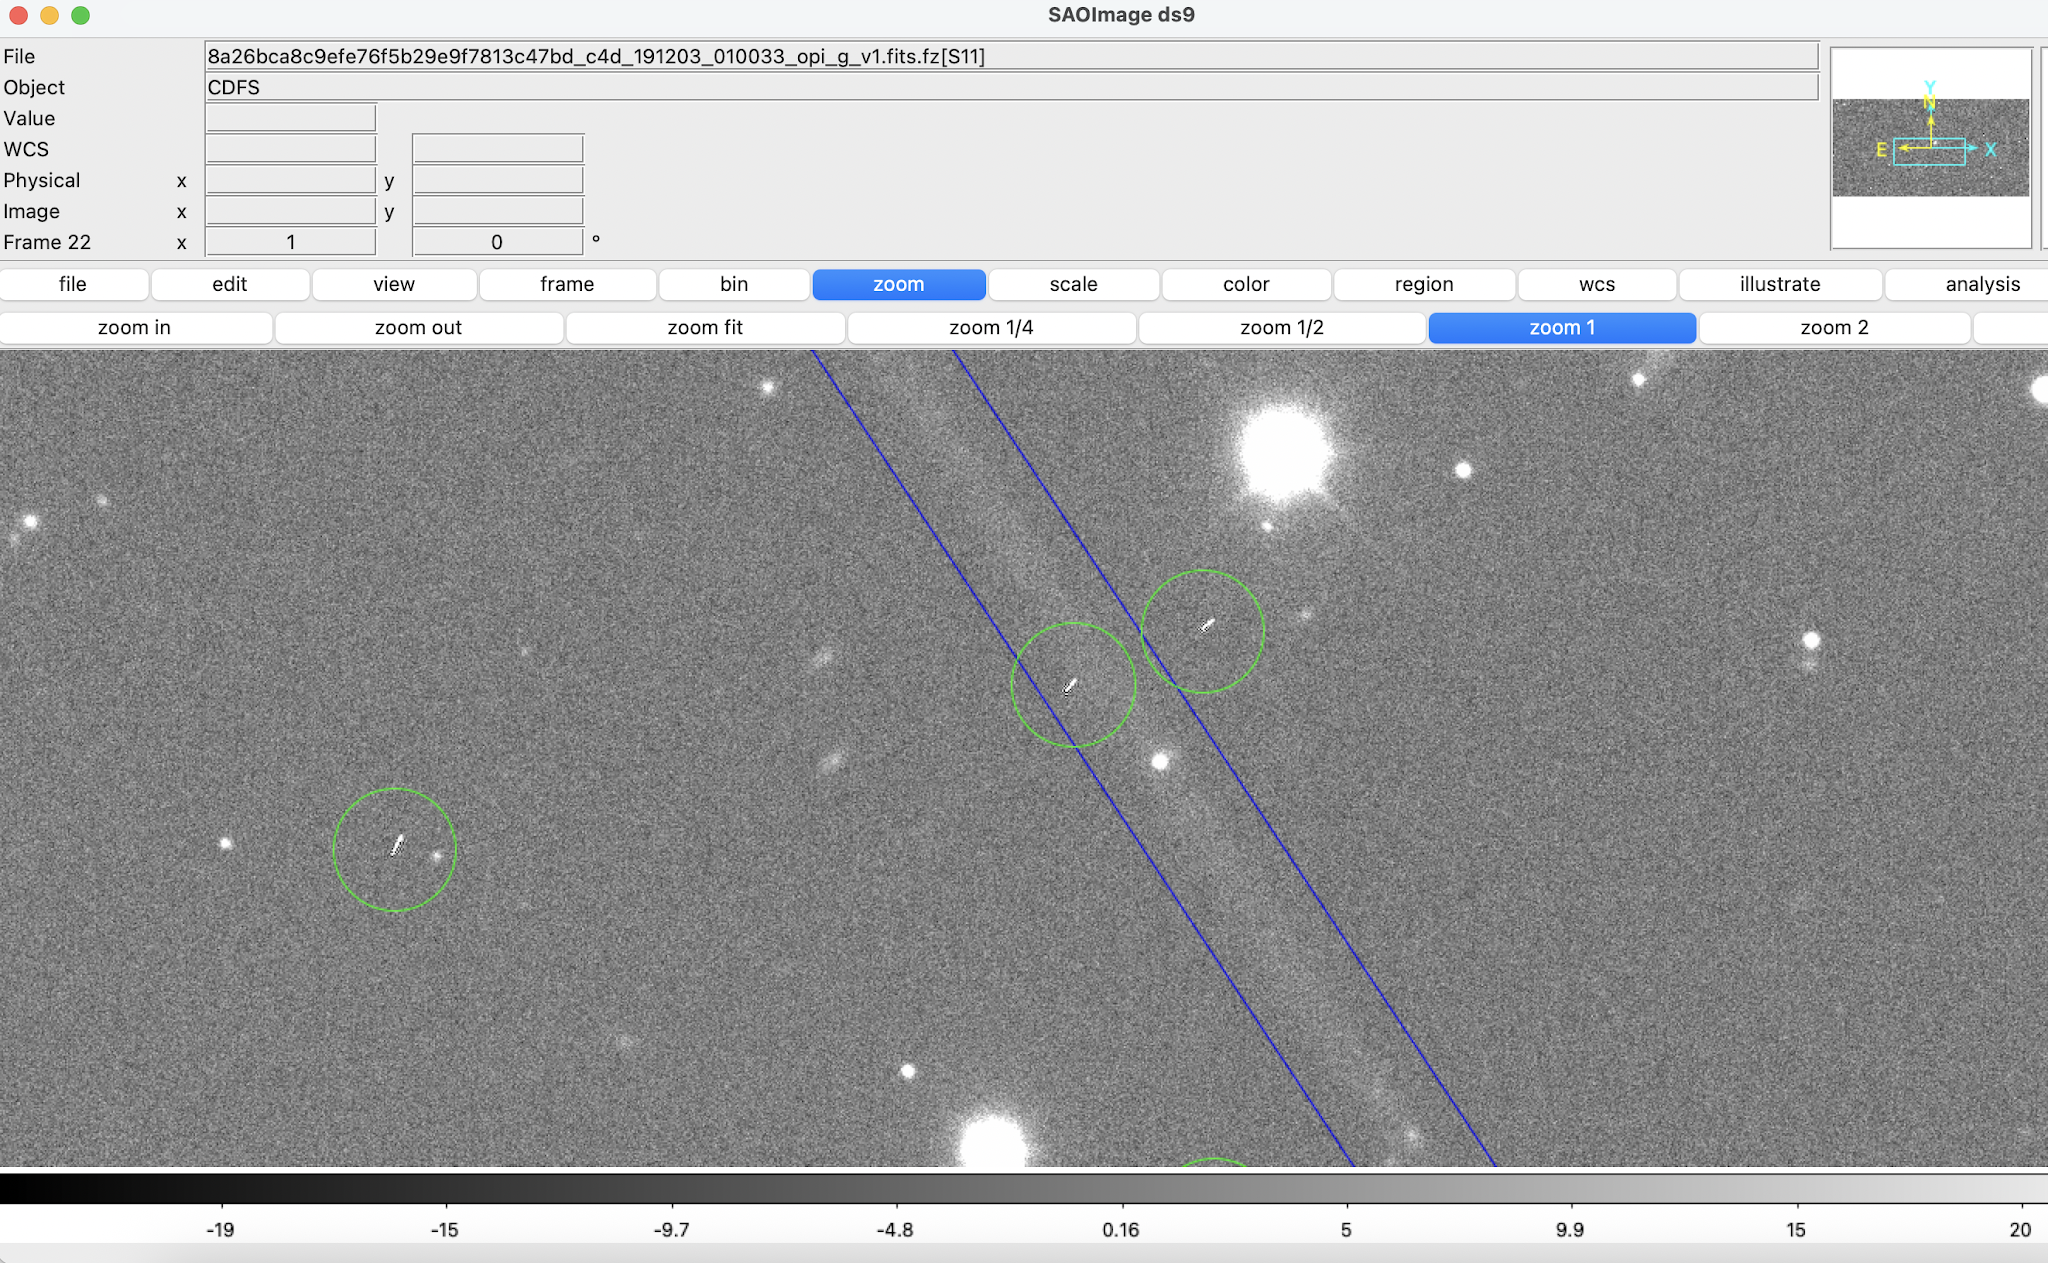 SAOImage ds9
File 8a26bca8c9efe76f5b29e9f7813c47bd_c4d_191203_010033_opi_g_v1.fits.fz[S11]
Object CDFS
Value
WCS
Physical x y
Image x y
Frame 22 x 1 0 °
Y
N
E X
file edit view frame bin zoom scale color region wcs illustrate analysis
zoom in zoom out zoom fit zoom 1/4 zoom 1/2 zoom 1 zoom 2
-19 -15 -9.7 -4.8 0.16 5 9.9 15 20